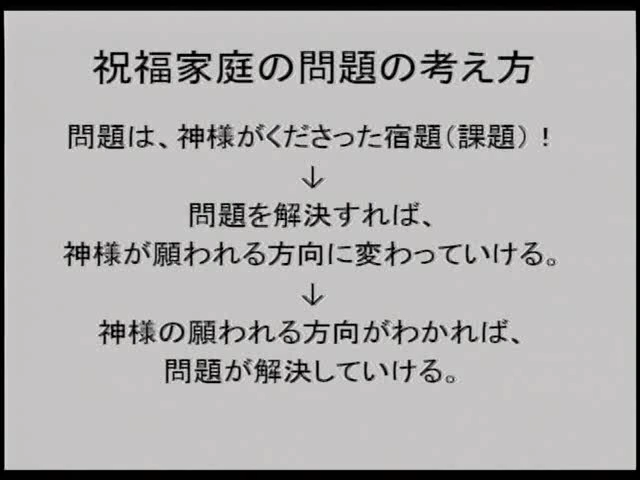 祝福家庭の問題の考え方
問題は、神様がくださった宿題（課題）！
↓
問題を解決すれば、
神様が願われる方向に変わっていける。
↓
神様の願われる方向がわかれば、
問題が解決していける。